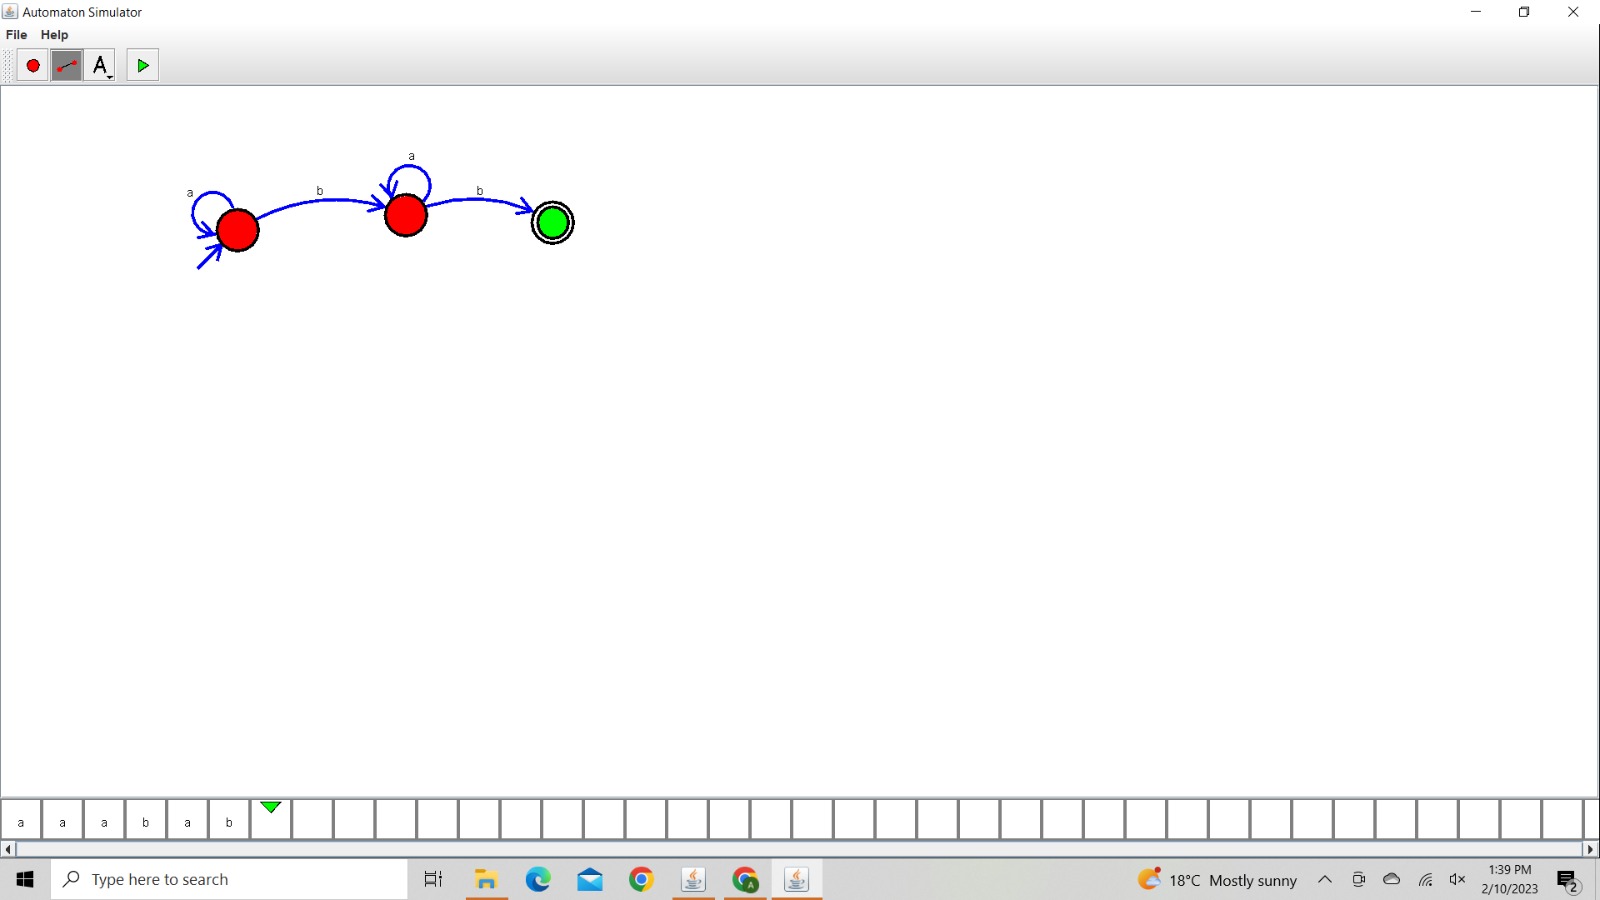 Automaton Simulator
File Help
A
a
a b b
a a a b a b
Type here to search
A
18°C Mostly sunny
1:39 PM
2/10/2023
2